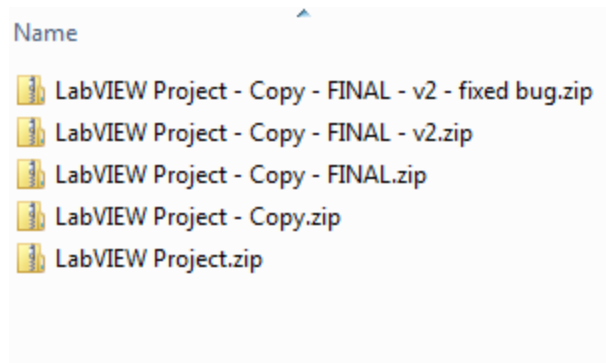 Name
LabVIEW Project - Copy - FINAL - v2 - fixed bug.zip
LabVIEW Project - Copy - FINAL - v2.zip
LabVIEW Project - Copy - FINAL.zip
LabVIEW Project - Copy.zip
LabVIEW Project.zip